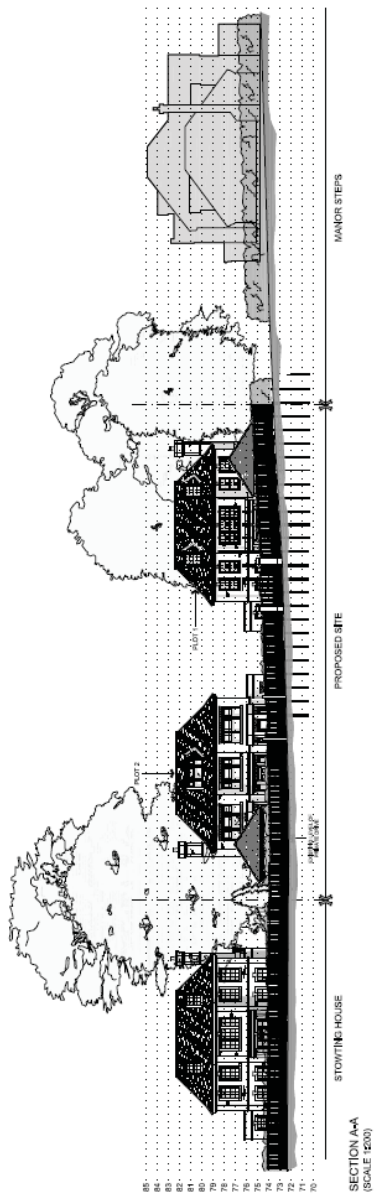 85
84
83
82
81
80
79
78
77
76
75
74
73
72
71
70
PLOT 2
PLOT 1
STOWTING HOUSE
PROPOSED SITE
MANOR STEPS
SECTION A-A
(SCALE 1:200)